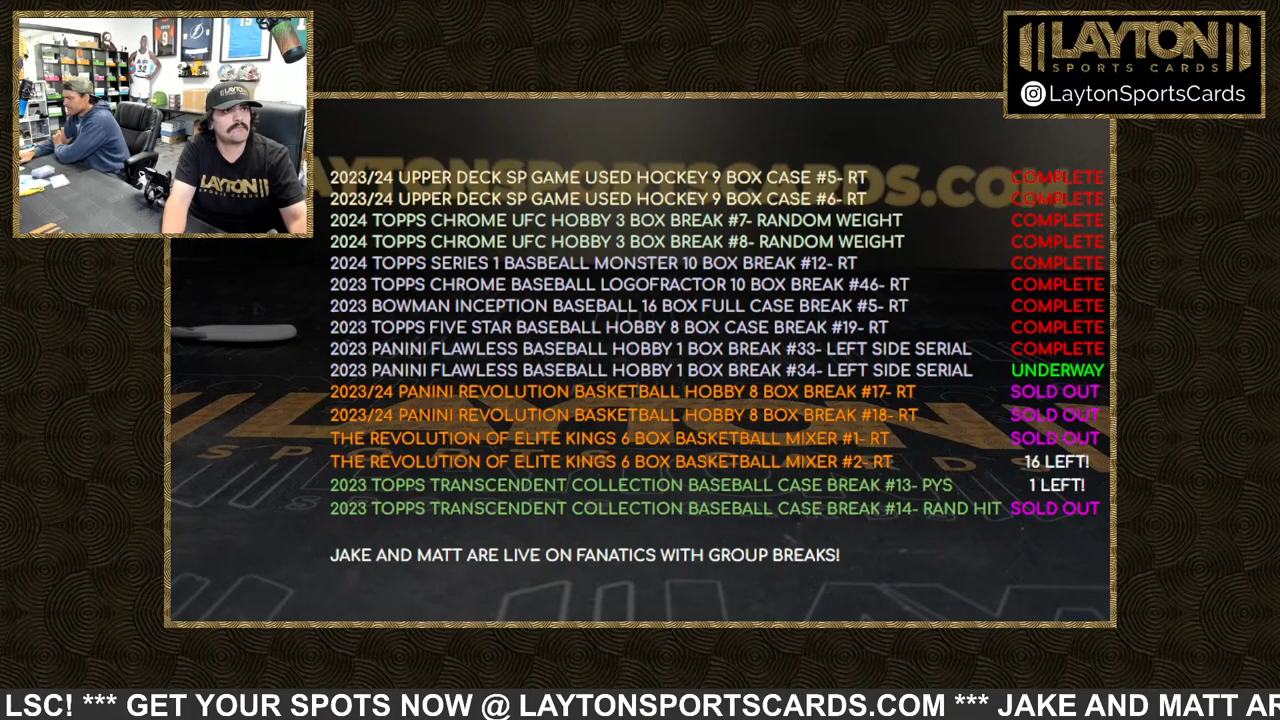 LAYTON
SPORTS CARDS
LaytonSportsCards
LAYTONSPORTSCARDS.COM
2023/24 UPPER DECK SP GAME USED HOCKEY 9 BOX CASE #5- RT COMPLETE
2023/24 UPPER DECK SP GAME USED HOCKEY 9 BOX CASE #6- RT COMPLETE
2024 TOPPS CHROME UFC HOBBY 3 BOX BREAK #7- RANDOM WEIGHT COMPLETE
2024 TOPPS CHROME UFC HOBBY 3 BOX BREAK #8- RANDOM WEIGHT COMPLETE
2024 TOPPS SERIES 1 BASBEALL MONSTER 10 BOX BREAK #12- RT COMPLETE
2023 TOPPS CHROME BASEBALL LOGOFRACTOR 10 BOX BREAK #46- RT COMPLETE
2023 BOWMAN INCEPTION BASEBALL 16 BOX FULL CASE BREAK #5- RT COMPLETE
2023 TOPPS FIVE STAR BASEBALL HOBBY 8 BOX CASE BREAK #19- RT COMPLETE
2023 PANINI FLAWLESS BASEBALL HOBBY 1 BOX BREAK #33- LEFT SIDE SERIAL COMPLETE
2023 PANINI FLAWLESS BASEBALL HOBBY 1 BOX BREAK #34- LEFT SIDE SERIAL UNDERWAY
2023/24 PANINI REVOLUTION BASKETBALL HOBBY 8 BOX BREAK #17- RT SOLD OUT
2023/24 PANINI REVOLUTION BASKETBALL HOBBY 8 BOX BREAK #18- RT SOLD OUT
THE REVOLUTION OF ELITE KINGS 6 BOX BASKETBALL MIXER #1- RT SOLD OUT
THE REVOLUTION OF ELITE KINGS 6 BOX BASKETBALL MIXER #2- RT 16 LEFT!
2023 TOPPS TRANSCENDENT COLLECTION BASEBALL CASE BREAK #13- PYS 1 LEFT!
2023 TOPPS TRANSCENDENT COLLECTION BASEBALL CASE BREAK #14- RAND HIT SOLD OUT
JAKE AND MATT ARE LIVE ON FANATICS WITH GROUP BREAKS!
LSC! *** GET YOUR SPOTS NOW @ LAYTONSPORTSCARDS.COM *** JAKE AND MATT AR